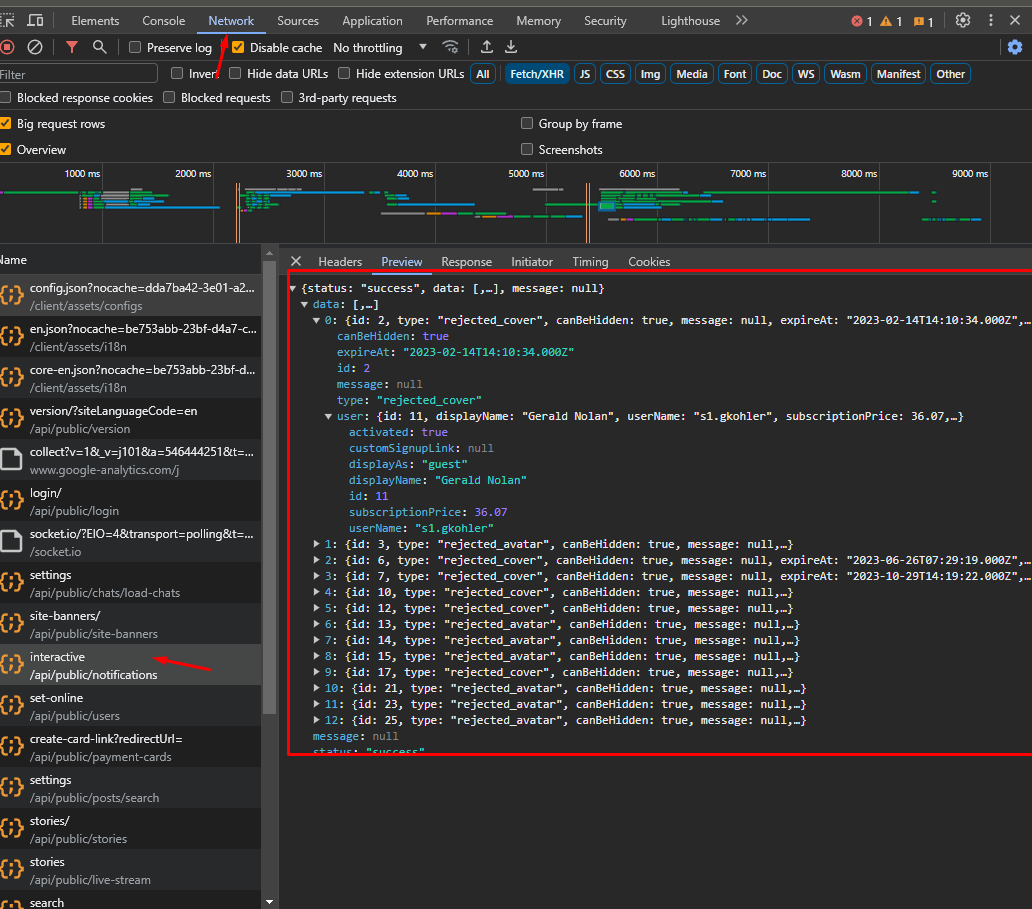 Elements Console Network Sources Application Performance Memory Security Lighthouse 1 1 1
Preserve log Disable cache No throttling
Filter Invert Hide data URLs Hide extension URLs All Fetch/XHR JS CSS Img Media Font Doc WS Wasm Manifest Other
Blocked response cookies Blocked requests 3rd-party requests
Big request rows Group by frame
Overview Screenshots
1000 ms 2000 ms 3000 ms 4000 ms 5000 ms 6000 ms 7000 ms 8000 ms 9000 ms
Name
config.json?nocache=dda7ba42-3e01-a2...
/client/assets/configs
en.json?nocache=be753abb-23bf-d4a7-c...
/client/assets/i18n
core-en.json?nocache=be753abb-23bf-d...
/client/assets/i18n
version/?siteLanguageCode=en
/api/public/version
collect?v=1&_v=j101&a=546444251&t=...
www.google-analytics.com/j
login/
/api/public/login
socket.io/?EIO=4&transport=polling&t=...
/socket.io
settings
/api/public/chats/load-chats
site-banners/
/api/public/site-banners
interactive
/api/public/notifications
set-online
/api/public/users
create-card-link?redirectUrl=
/api/public/payment-cards
settings
/api/public/posts/search
stories/
/api/public/stories
stories
/api/public/live-stream
search
Headers Preview Response Initiator Timing Cookies
{status: "success", data: [,…], message: null}
data: [,…]
0: {id: 2, type: "rejected_cover", canBeHidden: true, message: null, expireAt: "2023-02-14T14:10:34.000Z",…
canBeHidden: true
expireAt: "2023-02-14T14:10:34.000Z"
id: 2
message: null
type: "rejected_cover"
user: {id: 11, displayName: "Gerald Nolan", userName: "s1.gkohler", subscriptionPrice: 36.07,…}
activated: true
customSignupLink: null
displayAs: "guest"
displayName: "Gerald Nolan"
id: 11
subscriptionPrice: 36.07
userName: "s1.gkohler"
1: {id: 3, type: "rejected_avatar", canBeHidden: true, message: null,…}
2: {id: 6, type: "rejected_cover", canBeHidden: true, message: null, expireAt: "2023-06-26T07:29:19.000Z",…
3: {id: 7, type: "rejected_cover", canBeHidden: true, message: null, expireAt: "2023-10-29T14:19:22.000Z",…
4: {id: 10, type: "rejected_cover", canBeHidden: true, message: null,…}
5: {id: 12, type: "rejected_cover", canBeHidden: true, message: null,…}
6: {id: 13, type: "rejected_avatar", canBeHidden: true, message: null,…}
7: {id: 14, type: "rejected_avatar", canBeHidden: true, message: null,…}
8: {id: 15, type: "rejected_avatar", canBeHidden: true, message: null,…}
9: {id: 17, type: "rejected_cover", canBeHidden: true, message: null,…}
10: {id: 21, type: "rejected_avatar", canBeHidden: true, message: null,…}
11: {id: 23, type: "rejected_avatar", canBeHidden: true, message: null,…}
12: {id: 25, type: "rejected_avatar", canBeHidden: true, message: null,…}
message: null
status: "success"